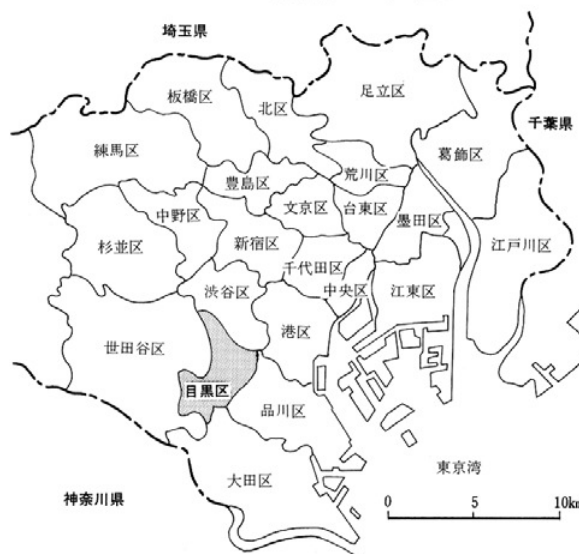 埼玉県
足立区
板橋区
北区
千葉県
練馬区
葛飾区
荒川区
豊島区
文京区
台東区
中野区
墨田区
杉並区
新宿区
江戸川区
千代田区
渋谷区
中央区
江東区
港区
世田谷区
目黒区
品川区
大田区
東京湾
神奈川県
0 5 10km